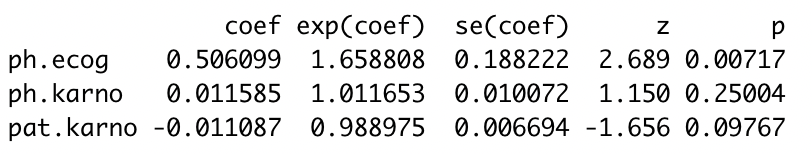 coef exp(coef) se(coef) z p
ph.ecog 0.506099 1.658808 0.188222 2.689 0.00717
ph.karno 0.011585 1.011653 0.010072 1.150 0.25004
pat.karno -0.011087 0.988975 0.006694 -1.656 0.09767